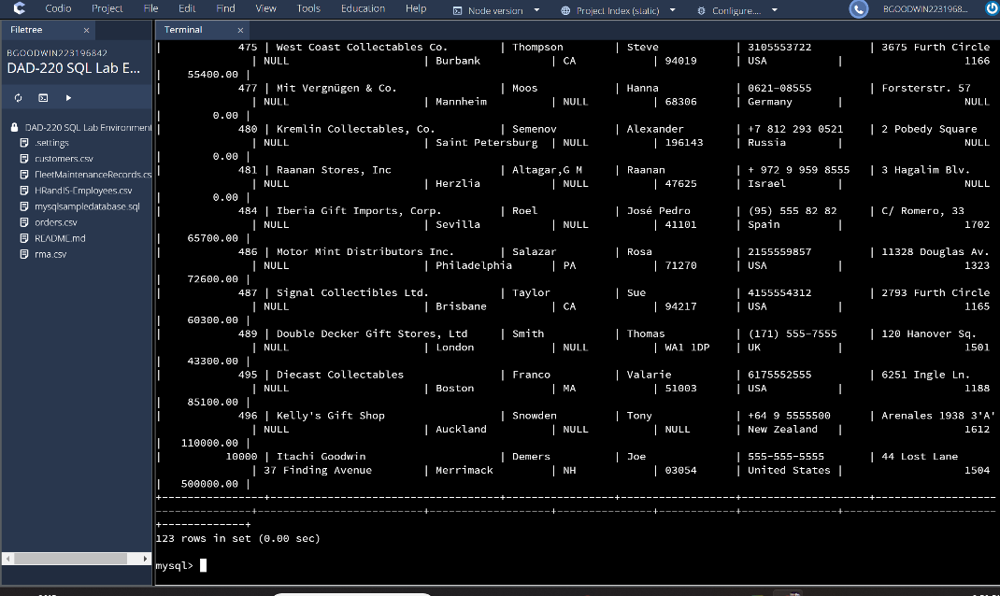 Codio Project File Edit Find View Tools Education Help Node version Project Index (static) Configure.... BGOODWIN2231968...
Filetree × Terminal ×
BGOODWIN223196842
DAD-220 SQL Lab E...
DAD-220 SQL Lab Environment
.settings
customers.csv
FleetMaintenanceRecords.cs
HRandIS-Employees.csv
mysqlsampledatabase.sql
orders.csv
README.md
rma.csv
| 475 | West Coast Collectables Co. | Thompson | Steve | 3105553722 | 3675 Furth Circle
| NULL | Burbank | CA | 94019 | USA | 1166
| 55400.00 |
| 477 | Mit Vergnügen & Co. | Moos | Hanna | 0621-08555 | Forsterstr. 57
| NULL | Mannheim | NULL | 68306 | Germany | NULL
| 0.00 |
| 480 | Kremlin Collectables, Co. | Semenov | Alexander | +7 812 293 0521 | 2 Pobedy Square
| NULL | Saint Petersburg | NULL | 196143 | Russia | NULL
| 0.00 |
| 481 | Raanan Stores, Inc | Altagar,G M | Raanan | + 972 9 959 8555 | 3 Hagalim Blv.
| NULL | Herzlia | NULL | 47625 | Israel | NULL
| 0.00 |
| 484 | Iberia Gift Imports, Corp. | Roel | José Pedro | (95) 555 82 82 | C/ Romero, 33
| NULL | Sevilla | NULL | 41101 | Spain | 1702
| 65700.00 |
| 486 | Motor Mint Distributors Inc. | Salazar | Rosa | 2155559857 | 11328 Douglas Av.
| NULL | Philadelphia | PA | 71270 | USA | 1323
| 72600.00 |
| 487 | Signal Collectibles Ltd. | Taylor | Sue | 4155554312 | 2793 Furth Circle
| NULL | Brisbane | CA | 94217 | USA | 1165
| 60300.00 |
| 489 | Double Decker Gift Stores, Ltd | Smith | Thomas | (171) 555-7555 | 120 Hanover Sq.
| NULL | London | NULL | WA1 1DP | UK | 1501
| 43300.00 |
| 495 | Diecast Collectables | Franco | Valarie | 6175552555 | 6251 Ingle Ln.
| NULL | Boston | MA | 51003 | USA | 1188
| 85100.00 |
| 496 | Kelly's Gift Shop | Snowden | Tony | +64 9 5555500 | Arenales 1938 3'A'
| NULL | Auckland | NULL | NULL | New Zealand | 1612
| 110000.00 |
| 10000 | Itachi Goodwin | Demers | Joe | 555-555-5555 | 44 Lost Lane
| 37 Finding Avenue | Merrimack | NH | 03054 | United States | 1504
| 500000.00 |
123 rows in set (0.00 sec)
mysql>